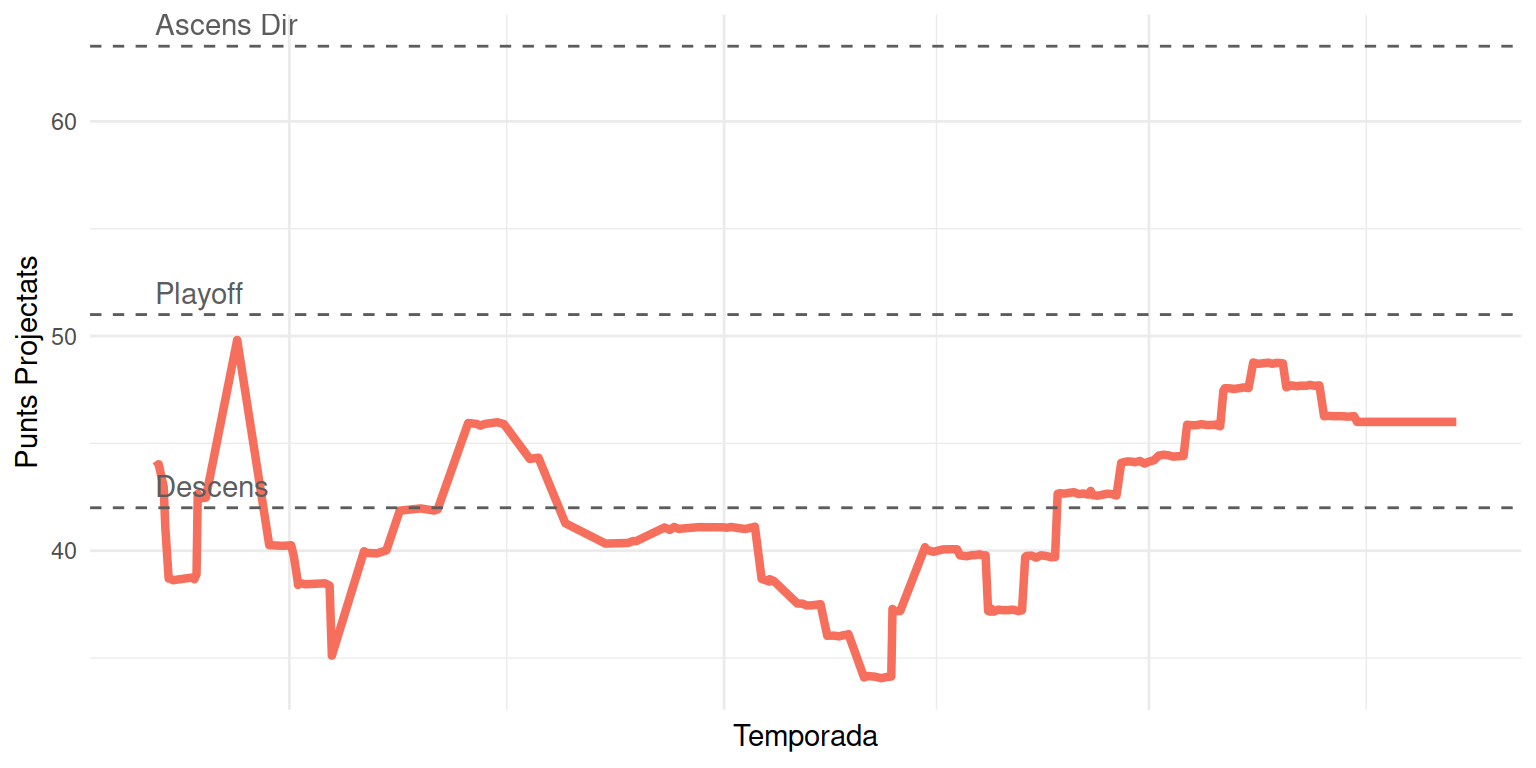 Ascens Dir
60
Playoff
50
Descens
40
Punts Projectats
Temporada